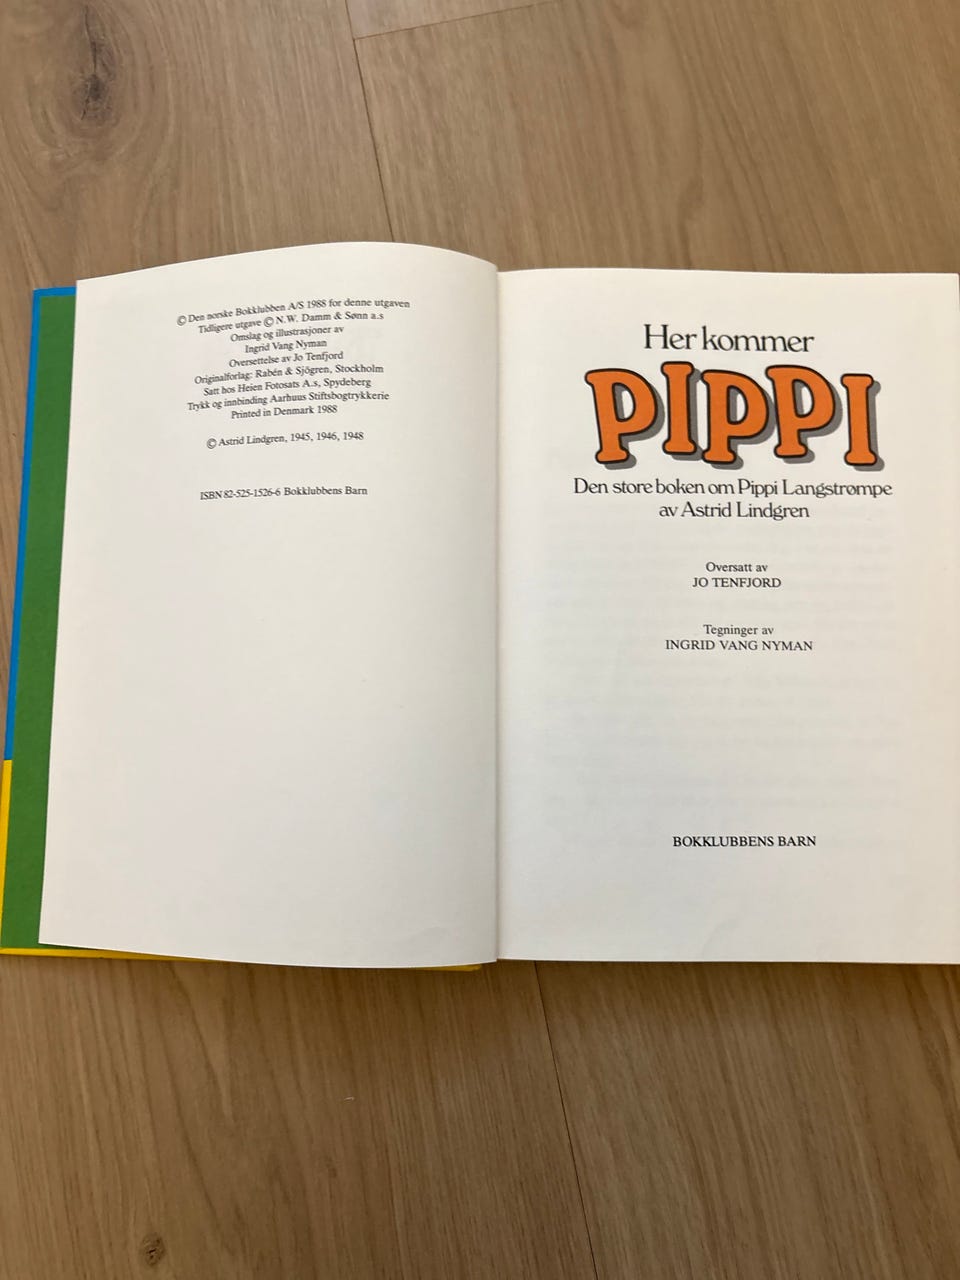 © Den norske Bokklubben A/S 1988 for denne utgaven
Tidligere utgave © N.W. Damm & Sønn a.s
Omslag og illustrasjoner av
Ingrid Vang Nyman
Oversettelse av Jo Tenfjord
Originalforlag: Rabén & Sjögren, Stockholm
Satt hos Heien Fotosats A.s, Spydeberg
Trykk og innbinding Aarhuus Stiftsbogtrykkerie
Printed in Denmark 1988
© Astrid Lindgren, 1945, 1946, 1948
ISBN 82-525-1526-6 Bokklubbens Barn
Her kommer
PIPPI
Den store boken om Pippi Langstrømpe
av Astrid Lindgren
Oversatt av
JO TENFJORD
Tegninger av
INGRID VANG NYMAN
BOKKLUBBENS BARN